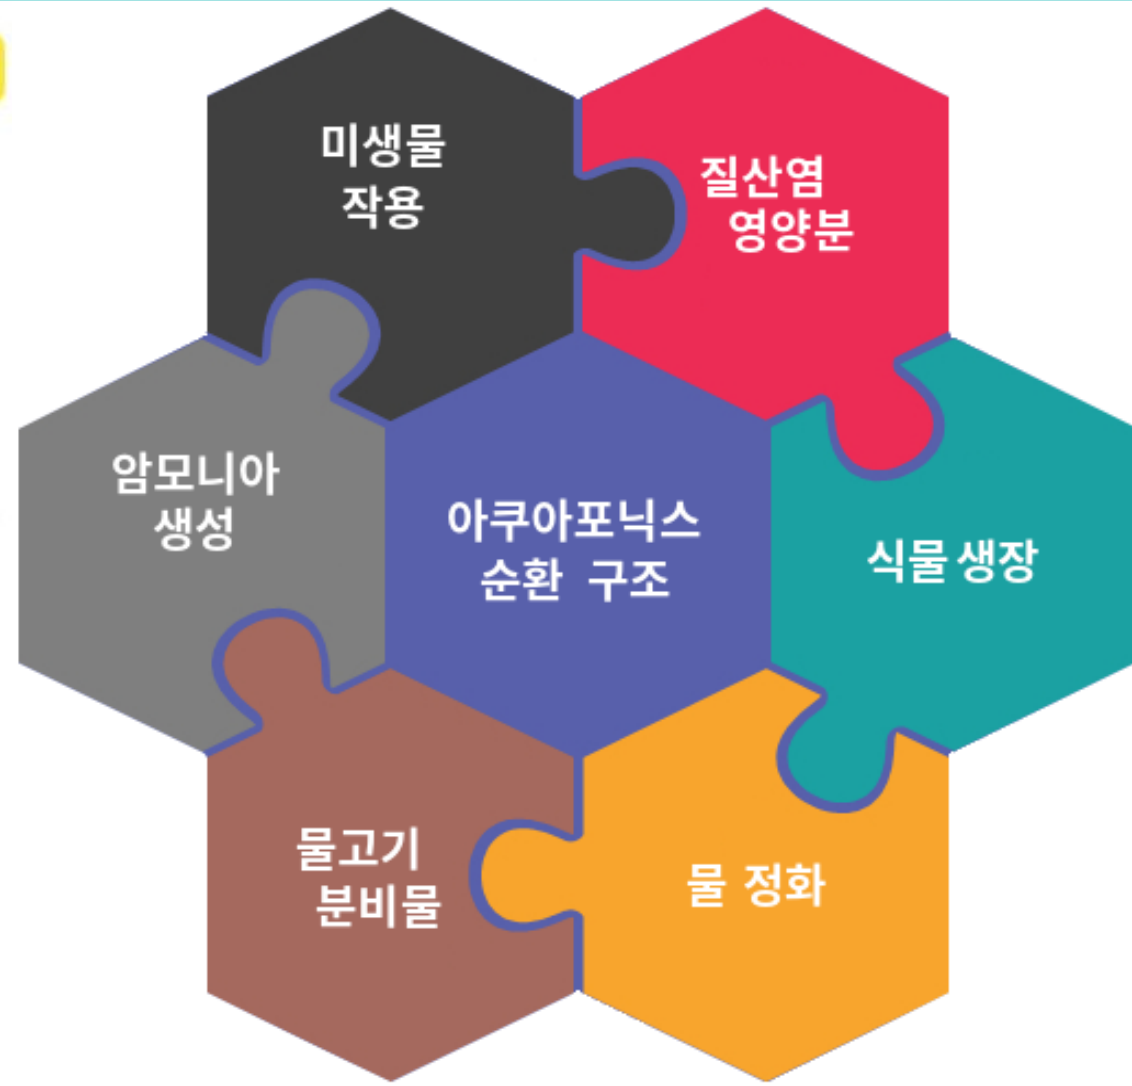 미생물
작용
질산염
영양분
암모니아
생성
아쿠아포닉스
순환 구조
식물 생장
물고기
분비물
물 정화